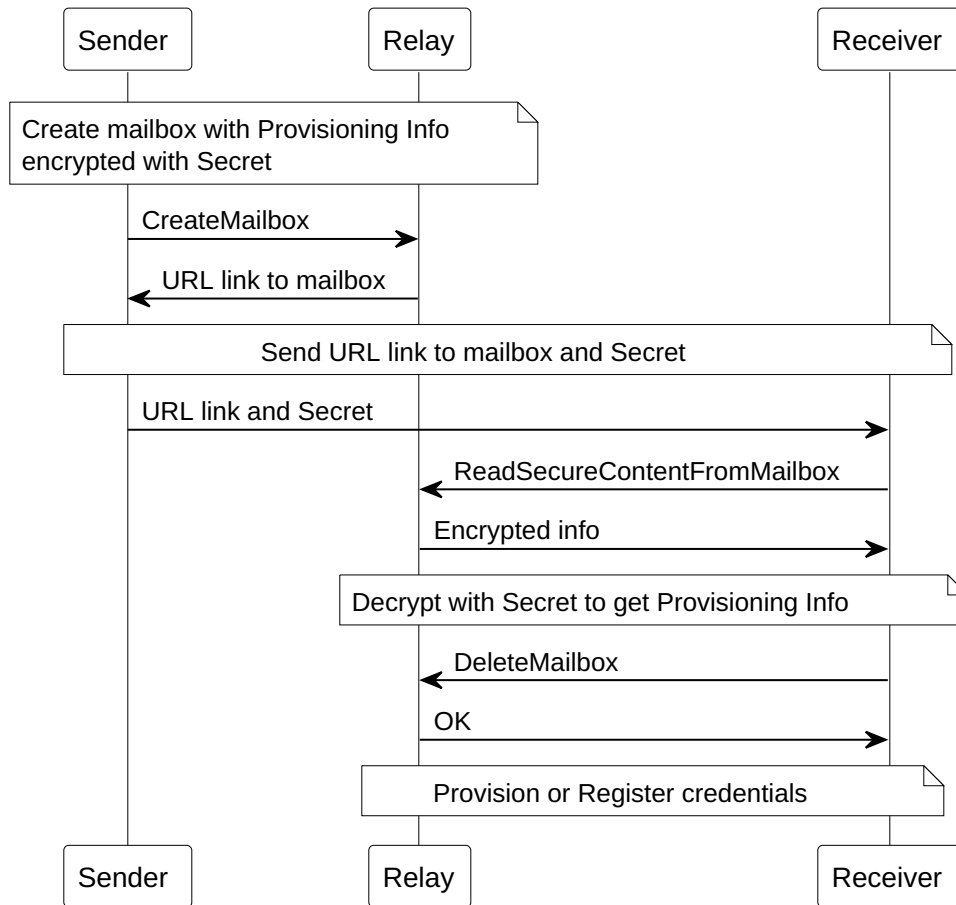 Sender
Relay
Receiver
Create mailbox with Provisioning Info
encrypted with Secret
CreateMailbox
URL link to mailbox
Send URL link to mailbox and Secret
URL link and Secret
ReadSecureContentFromMailbox
Encrypted info
Decrypt with Secret to get Provisioning Info
DeleteMailbox
OK
Provision or Register credentials
Sender
Relay
Receiver